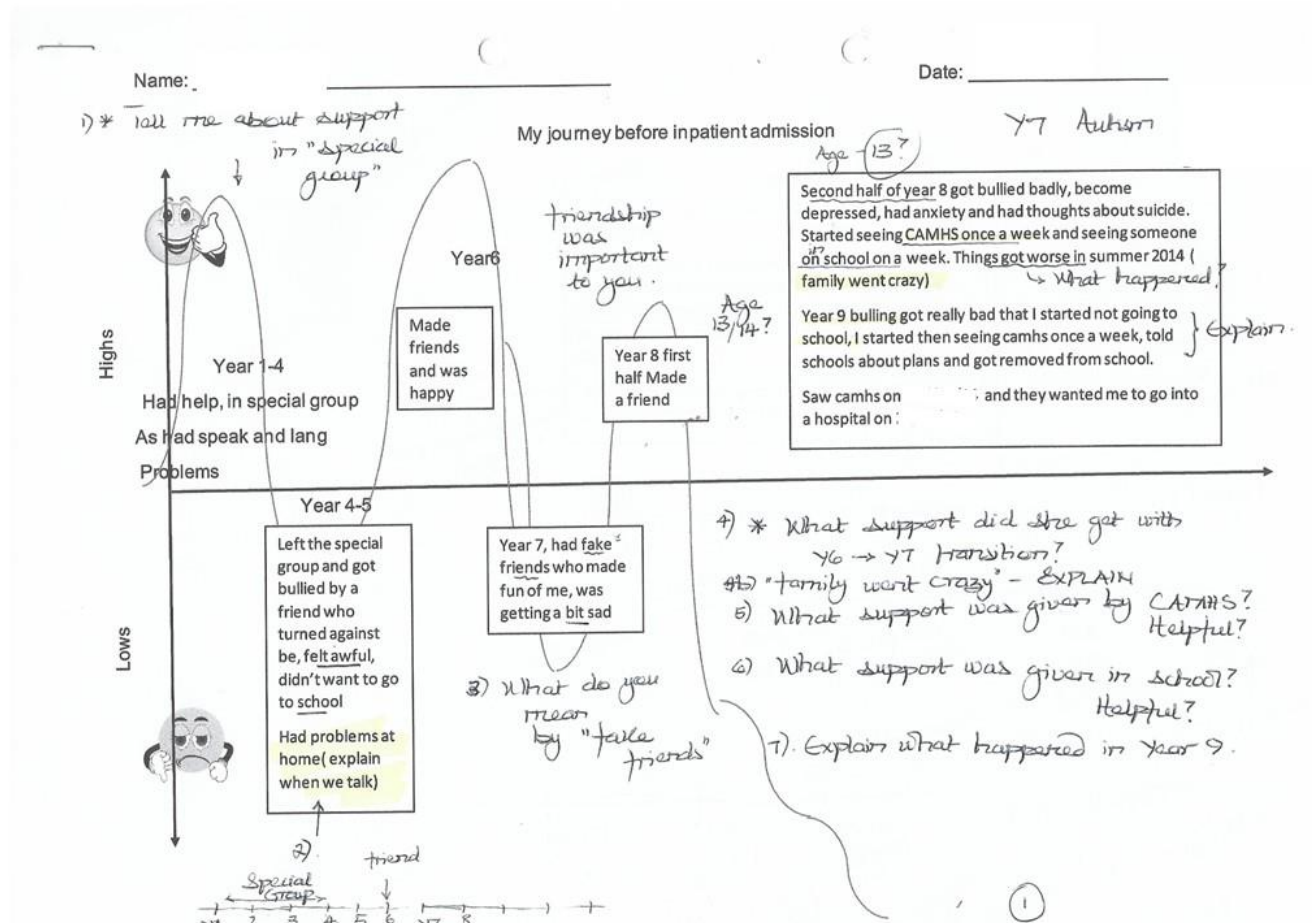 Name:
Date:
1) * Tell me about support
in "special
group"
My journey before inpatient admission
Y7 Autism
Age - 13?
Second half of year 8 got bullied badly, become
depressed, had anxiety and had thoughts about suicide.
Started seeing CAMHS once a week and seeing someone
in
on school on a week. Things got worse in summer 2014 (
family went crazy)
↳ What happened?
Year 9 bulling got really bad that I started not going to
school, I started then seeing camhs once a week, told
schools about plans and got removed from school.
} Explain.
Saw camhs on : and they wanted me to go into
a hospital on :
friendship
was
important
to you.
Age
13/14?
Highs
Year 1-4
Had help, in special group
As had speak and lang
Problems
Year6
Made
friends
and was
happy
Year 8 first
half Made
a friend
Lows
Year 4-5
Left the special
group and got
bullied by a
friend who
turned against
be, felt awful,
didn't want to go
to school
Had problems at
home( explain
when we talk)
2).
Year 7, had fake
friends who made
fun of me, was
getting a bit sad
3) What do you
mean
by "fake
friends"
4) * What support did she get with
Y6 → Y7 transition?
"family went crazy" - EXPLAIN
5) What support was given by CAMHS?
Helpful?
6) What support was given in school?
Helpful?
7). Explain what happened in Year 9.
Special
Group
friend
2 3 4 5 6 Y7 8
1